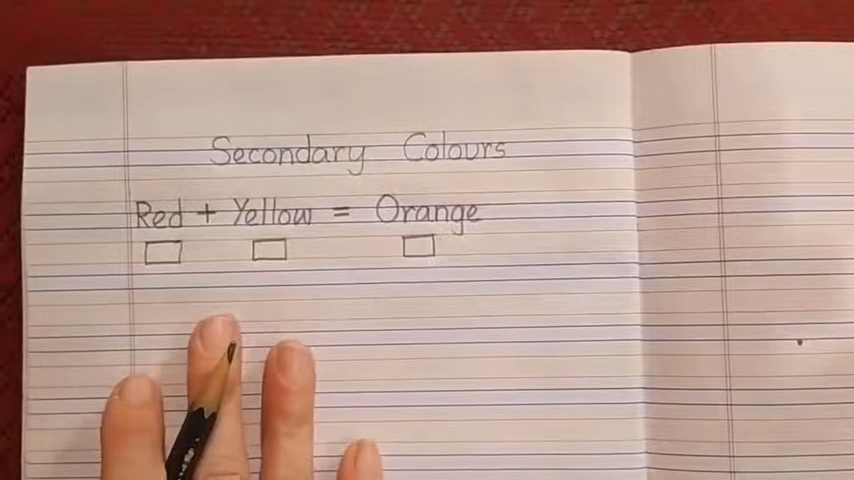 Secondary Colours
Red + Yellow = Orange